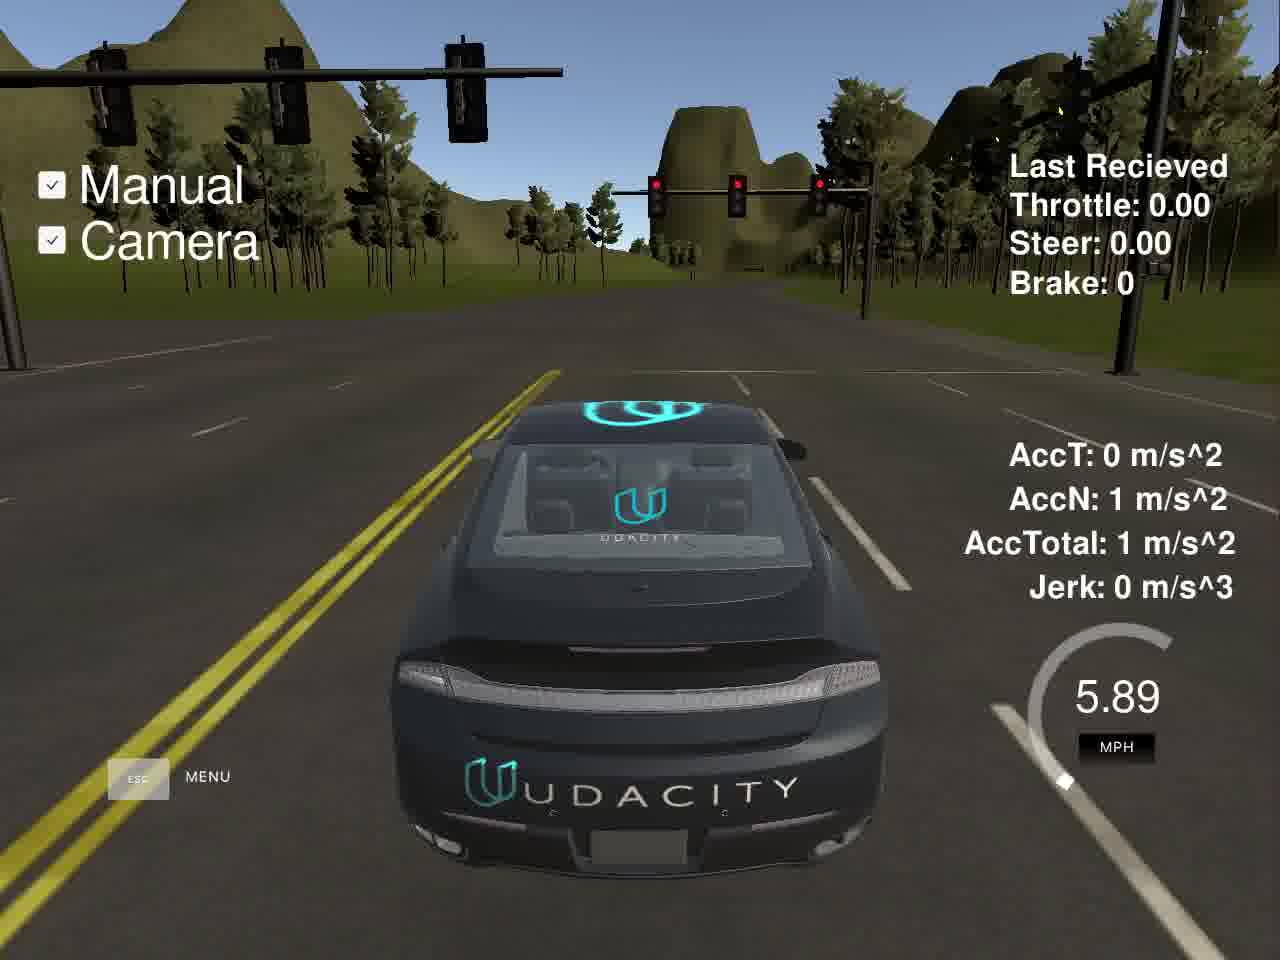 Manual
Camera
Last Recieved
Throttle: 0.00
Steer: 0.00
Brake: 0
AccT: 0 m/s^2
AccN: 1 m/s^2
AccTotal: 1 m/s^2
Jerk: 0 m/s^3
UDACITY
5.89
MPH
ESC MENU
UDACITY